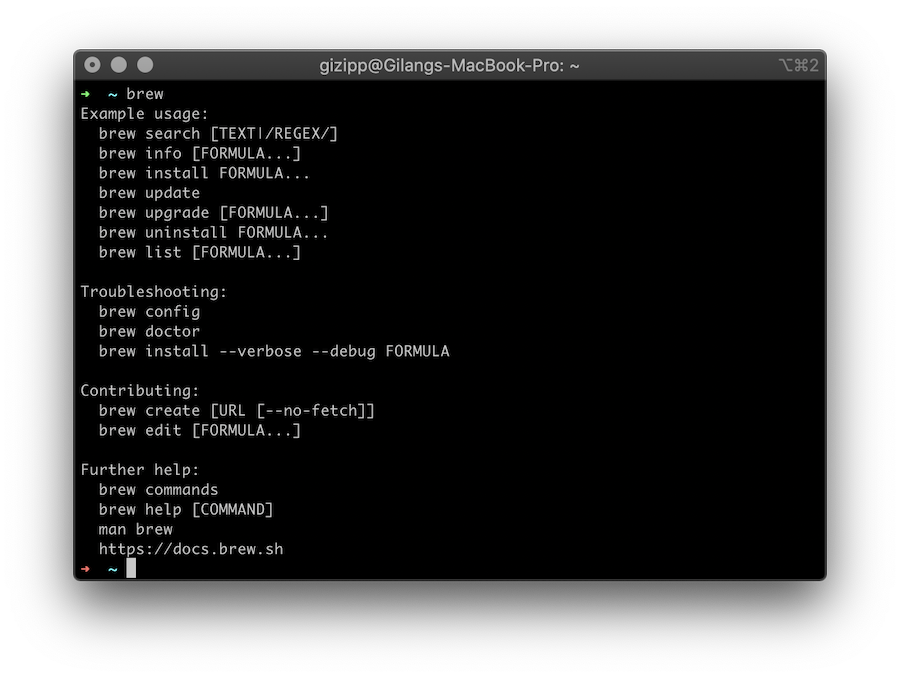 gizipp@Gilangs-MacBook-Pro: ~ ⌥⌘2
➜ ~ brew
Example usage:
  brew search [TEXT|/REGEX/]
  brew info [FORMULA...]
  brew install FORMULA...
  brew update
  brew upgrade [FORMULA...]
  brew uninstall FORMULA...
  brew list [FORMULA...]

Troubleshooting:
  brew config
  brew doctor
  brew install --verbose --debug FORMULA

Contributing:
  brew create [URL [--no-fetch]]
  brew edit [FORMULA...]

Further help:
  brew commands
  brew help [COMMAND]
  man brew
  https://docs.brew.sh
➜ ~